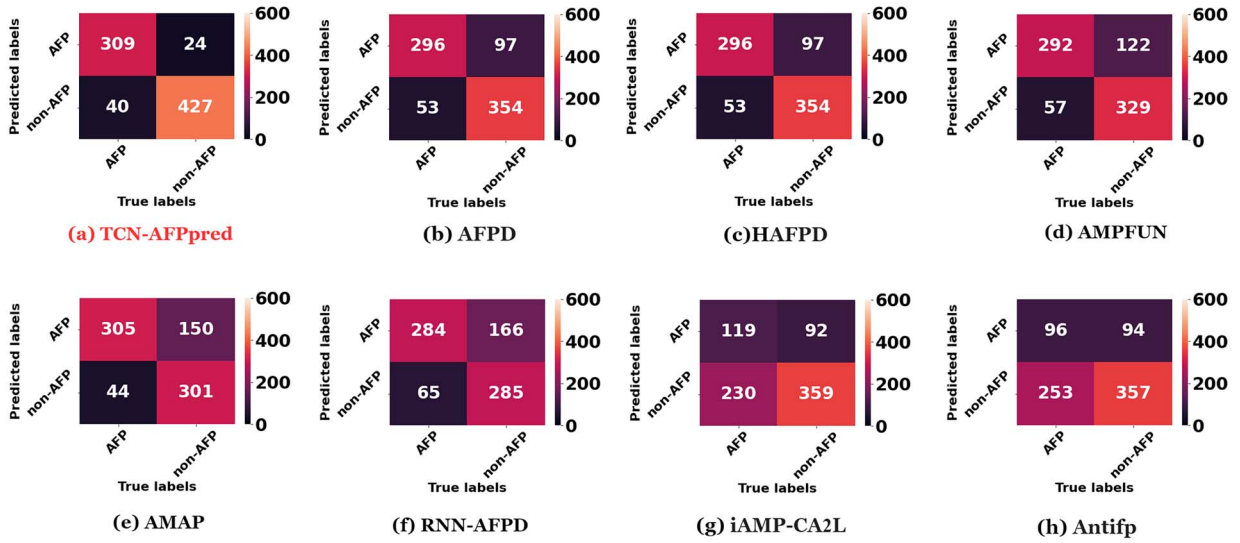 Predicted labels
AFP
non-AFP
309 24
40 427
600
400
200
0
AFP
non-AFP
True labels
(a) TCN-AFPpred
Predicted labels
AFP
non-AFP
296 97
53 354
600
400
200
0
AFP
non-AFP
True labels
(b) AFPD
Predicted labels
AFP
non-AFP
296 97
53 354
600
400
200
0
AFP
non-AFP
True labels
(c)HAFPD
Predicted labels
AFP
non-AFP
292 122
57 329
600
400
200
0
AFP
non-AFP
True labels
(d) AMPFUN
Predicted labels
AFP
non-AFP
305 150
44 301
600
400
200
0
AFP
non-AFP
True labels
(e) AMAP
Predicted labels
AFP
non-AFP
284 166
65 285
600
400
200
0
AFP
non-AFP
True labels
(f) RNN-AFPD
Predicted labels
AFP
non-AFP
119 92
230 359
600
400
200
0
AFP
non-AFP
True labels
(g) iAMP-CA2L
Predicted labels
AFP
non-AFP
96 94
253 357
600
400
200
0
AFP
non-AFP
True labels
(h) Antifp